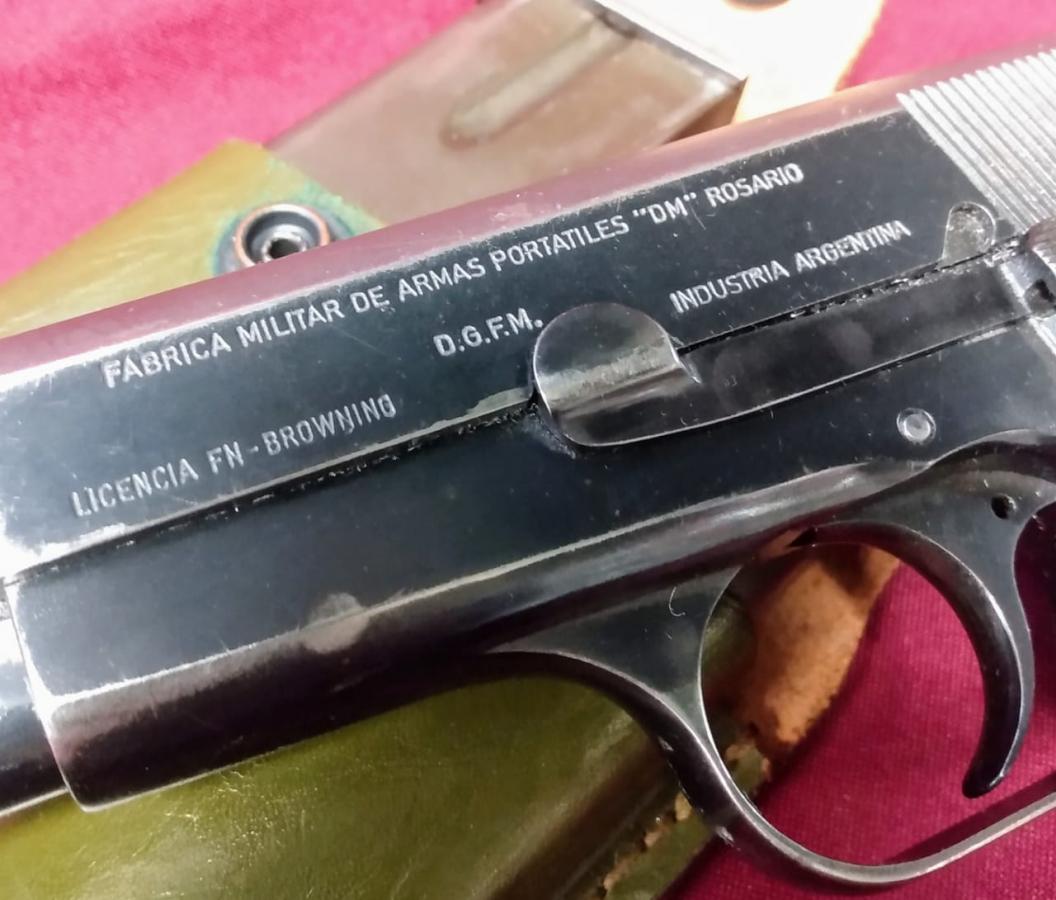 FABRICA MILITAR DE ARMAS PORTATILES "DM" ROSARIO
D.G.F.M.
INDUSTRIA ARGENTINA
LICENCIA FN-BROWNING